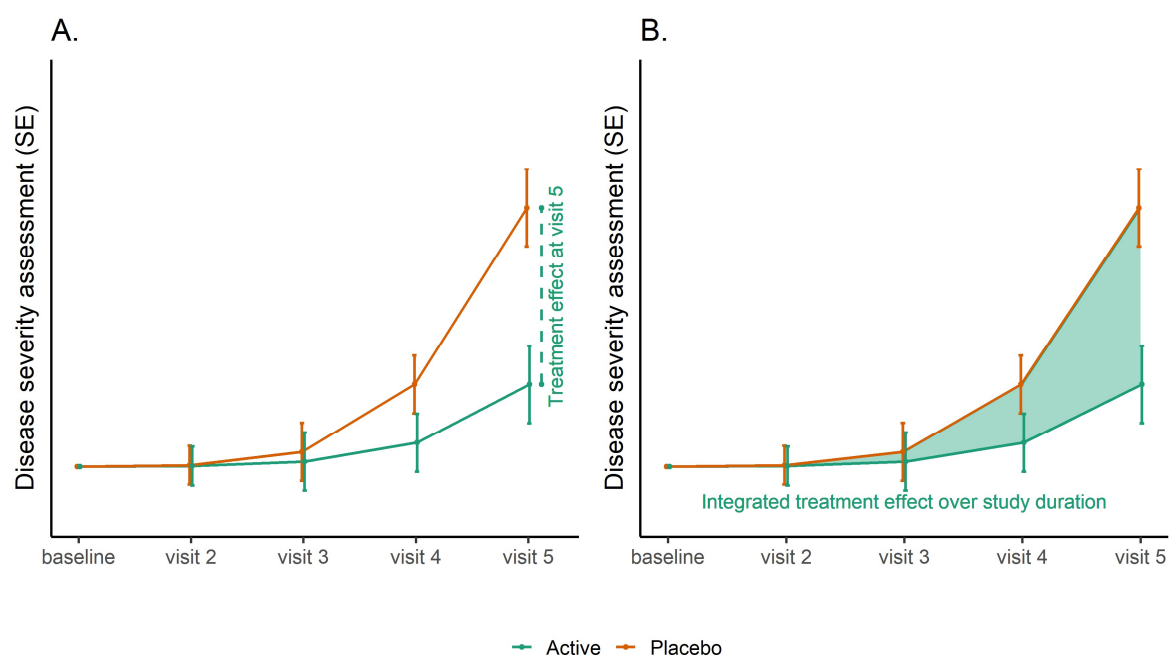 A.
Disease severity assessment (SE)
Treatment effect at visit 5
baseline
visit 2
visit 3
visit 4
visit 5
B.
Disease severity assessment (SE)
Integrated treatment effect over study duration
baseline
visit 2
visit 3
visit 4
visit 5
Active
Placebo